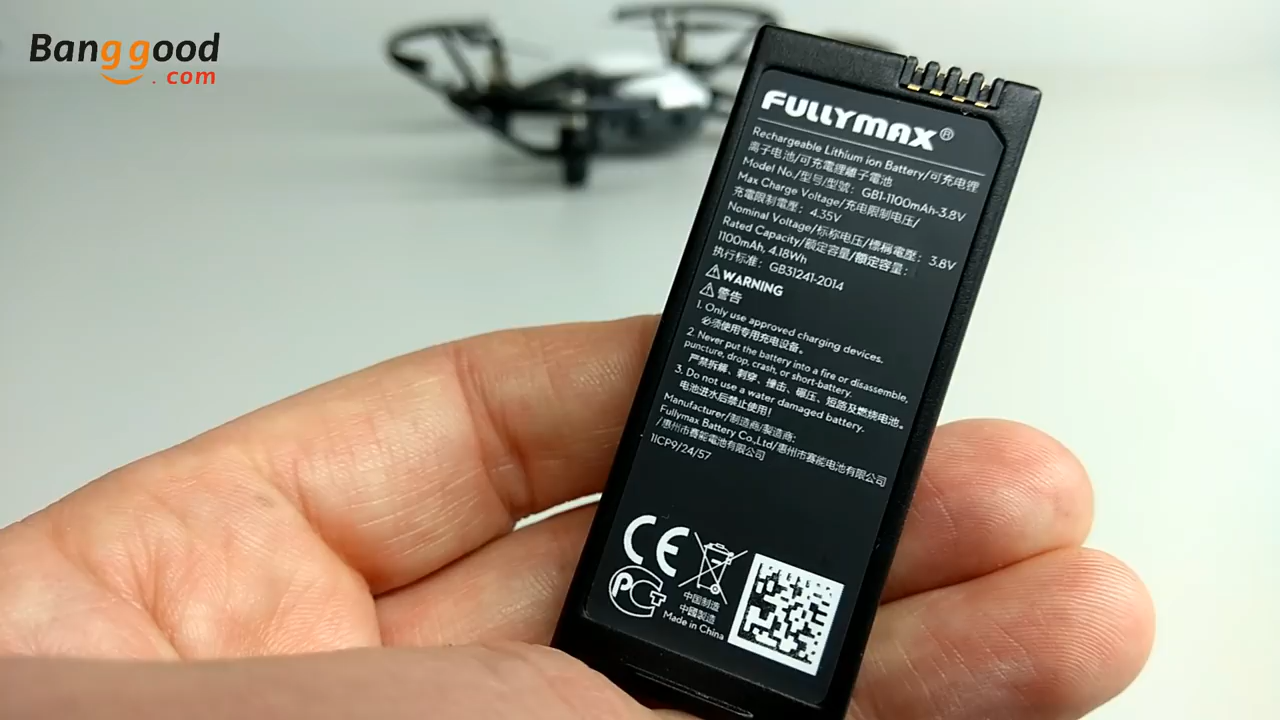 Banggood
.com
FULLYMAX®
Rechargeable Lithium ion Battery/可充电锂
离子电池/可充電鋰離子電池
Model No./型号/型號：GB1-1100mAh-3.8V
Max Charge Voltage/充电限制电压/
充電限制電壓：4.35V
Nominal Voltage/标称电压/標稱電壓：3.8V
Rated Capacity/额定容量/額定容量：
1100mAh, 4.18Wh
执行标准：GB31241-2014
WARNING
警告
1. Only use approved charging devices.
必须使用专用充电设备。
2. Never put the battery into a fire or disassemble,
puncture, drop, crash, or short-battery.
严禁拆解、刺穿、撞击、碾压、短路及燃烧电池。
3. Do not use a water damaged battery.
电池进水后禁止使用！
Manufacturer/制造商/製造商:
Fullymax Battery Co.,Ltd/惠州市赛能电池有限公司
/惠州市賽能電池有限公司
1ICP9/24/57
CE
PCT
中国制造
中國製造
Made in China